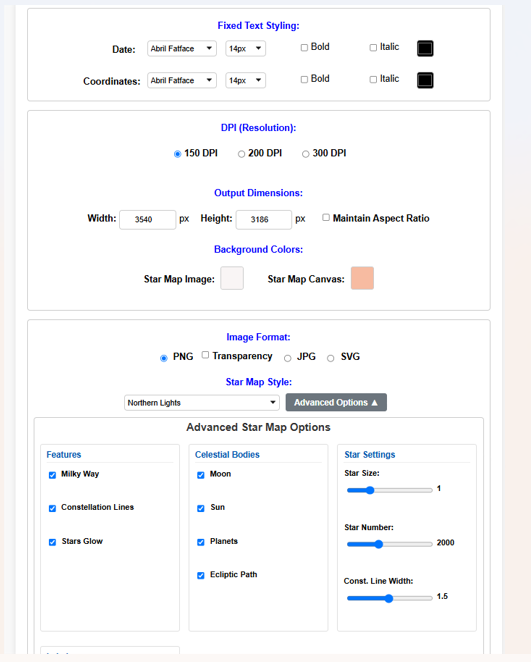 Fixed Text Styling:
Date: Abril Fatface 14px Bold Italic
Coordinates: Abril Fatface 14px Bold Italic
DPI (Resolution):
150 DPI 200 DPI 300 DPI
Output Dimensions:
Width: 3540 px Height: 3186 px Maintain Aspect Ratio
Background Colors:
Star Map Image: Star Map Canvas:
Image Format:
PNG Transparency JPG SVG
Star Map Style:
Northern Lights Advanced Options ▲
Advanced Star Map Options
Features
Milky Way
Constellation Lines
Stars Glow
Celestial Bodies
Moon
Sun
Planets
Ecliptic Path
Star Settings
Star Size:
1
Star Number:
2000
Const. Line Width:
1.5